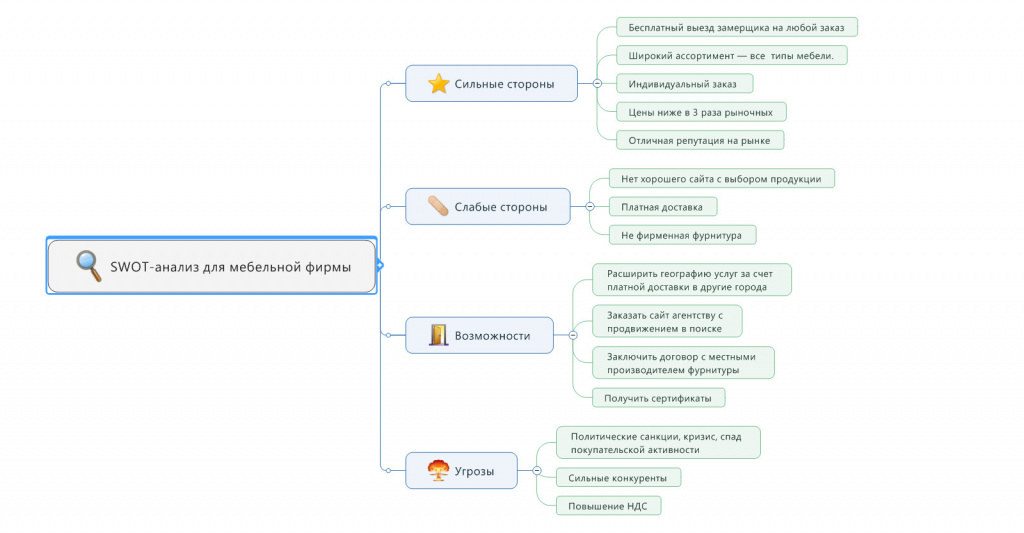 SWOT-анализ для мебельной фирмы
Сильные стороны
Бесплатный выезд замерщика на любой заказ
Широкий ассортимент — все типы мебели.
Индивидуальный заказ
Цены ниже в 3 раза рыночных
Отличная репутация на рынке
Слабые стороны
Нет хорошего сайта с выбором продукции
Платная доставка
Не фирменная фурнитура
Возможности
Расширить географию услуг за счет
платной доставки в другие города
Заказать сайт агентству с
продвижением в поиске
Заключить договор с местными
производителем фурнитуры
Получить сертификаты
Угрозы
Политические санкции, кризис, спад
покупательской активности
Сильные конкуренты
Повышение НДС